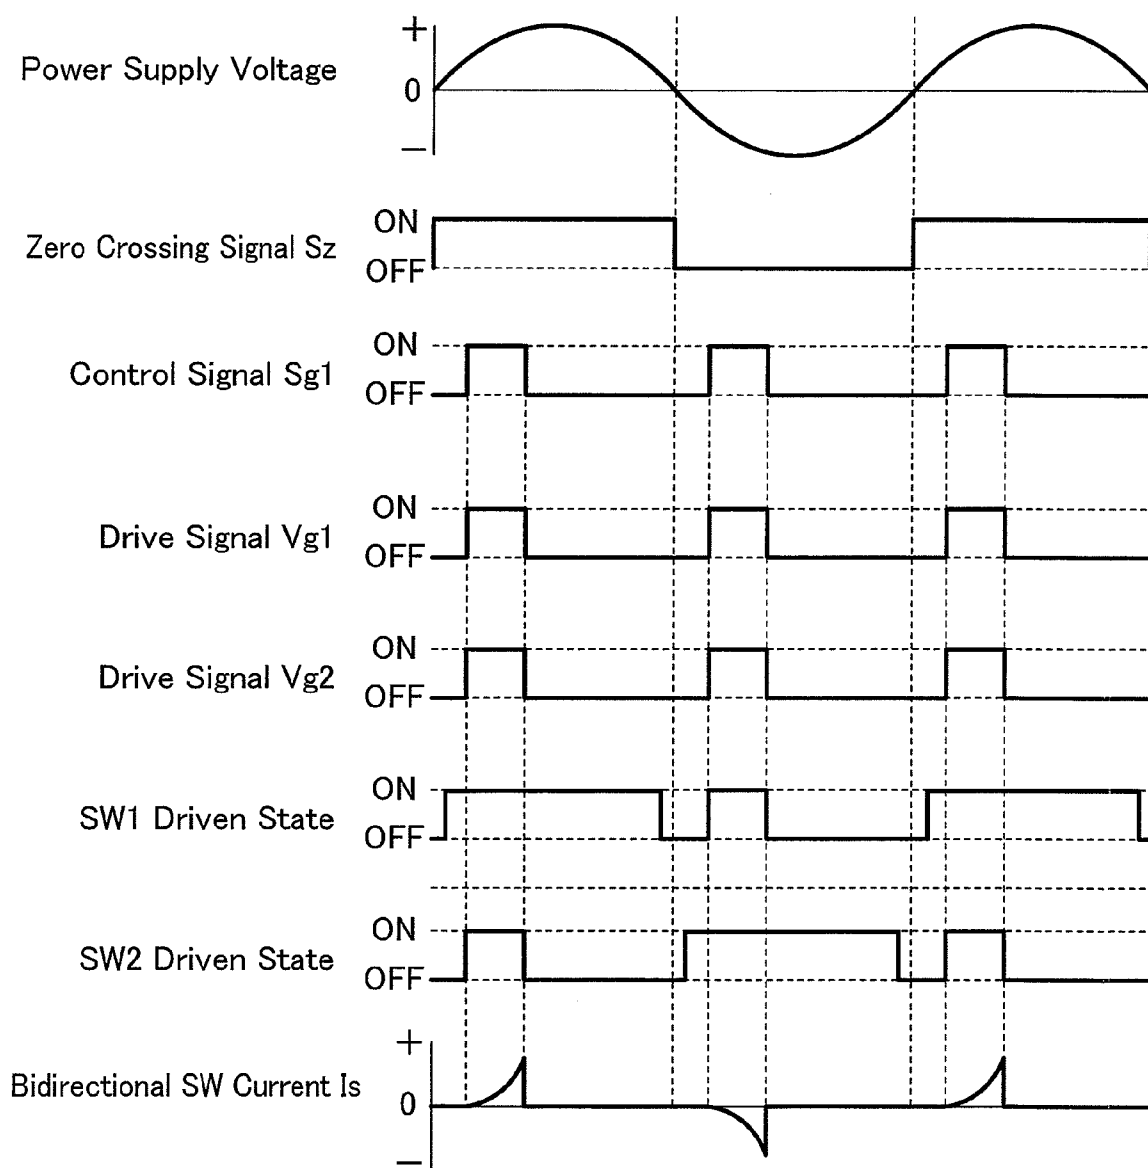 +
Power Supply Voltage
0
−
ON
Zero Crossing Signal Sz
OFF
ON
Control Signal Sg1
OFF
ON
Drive Signal Vg1
OFF
ON
Drive Signal Vg2
OFF
ON
SW1 Driven State
OFF
ON
SW2 Driven State
OFF
+
Bidirectional SW Current Is
0
−